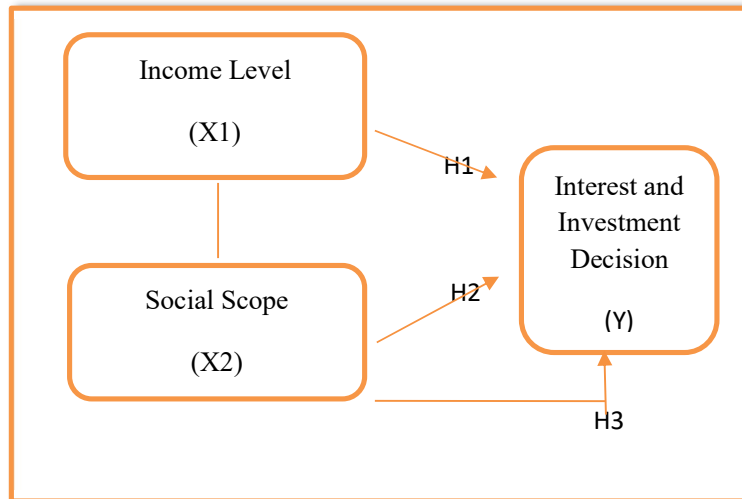 Income Level
(X1)
H1
Interest and
Investment
Decision
(Y)
Social Scope
(X2)
H2
H3